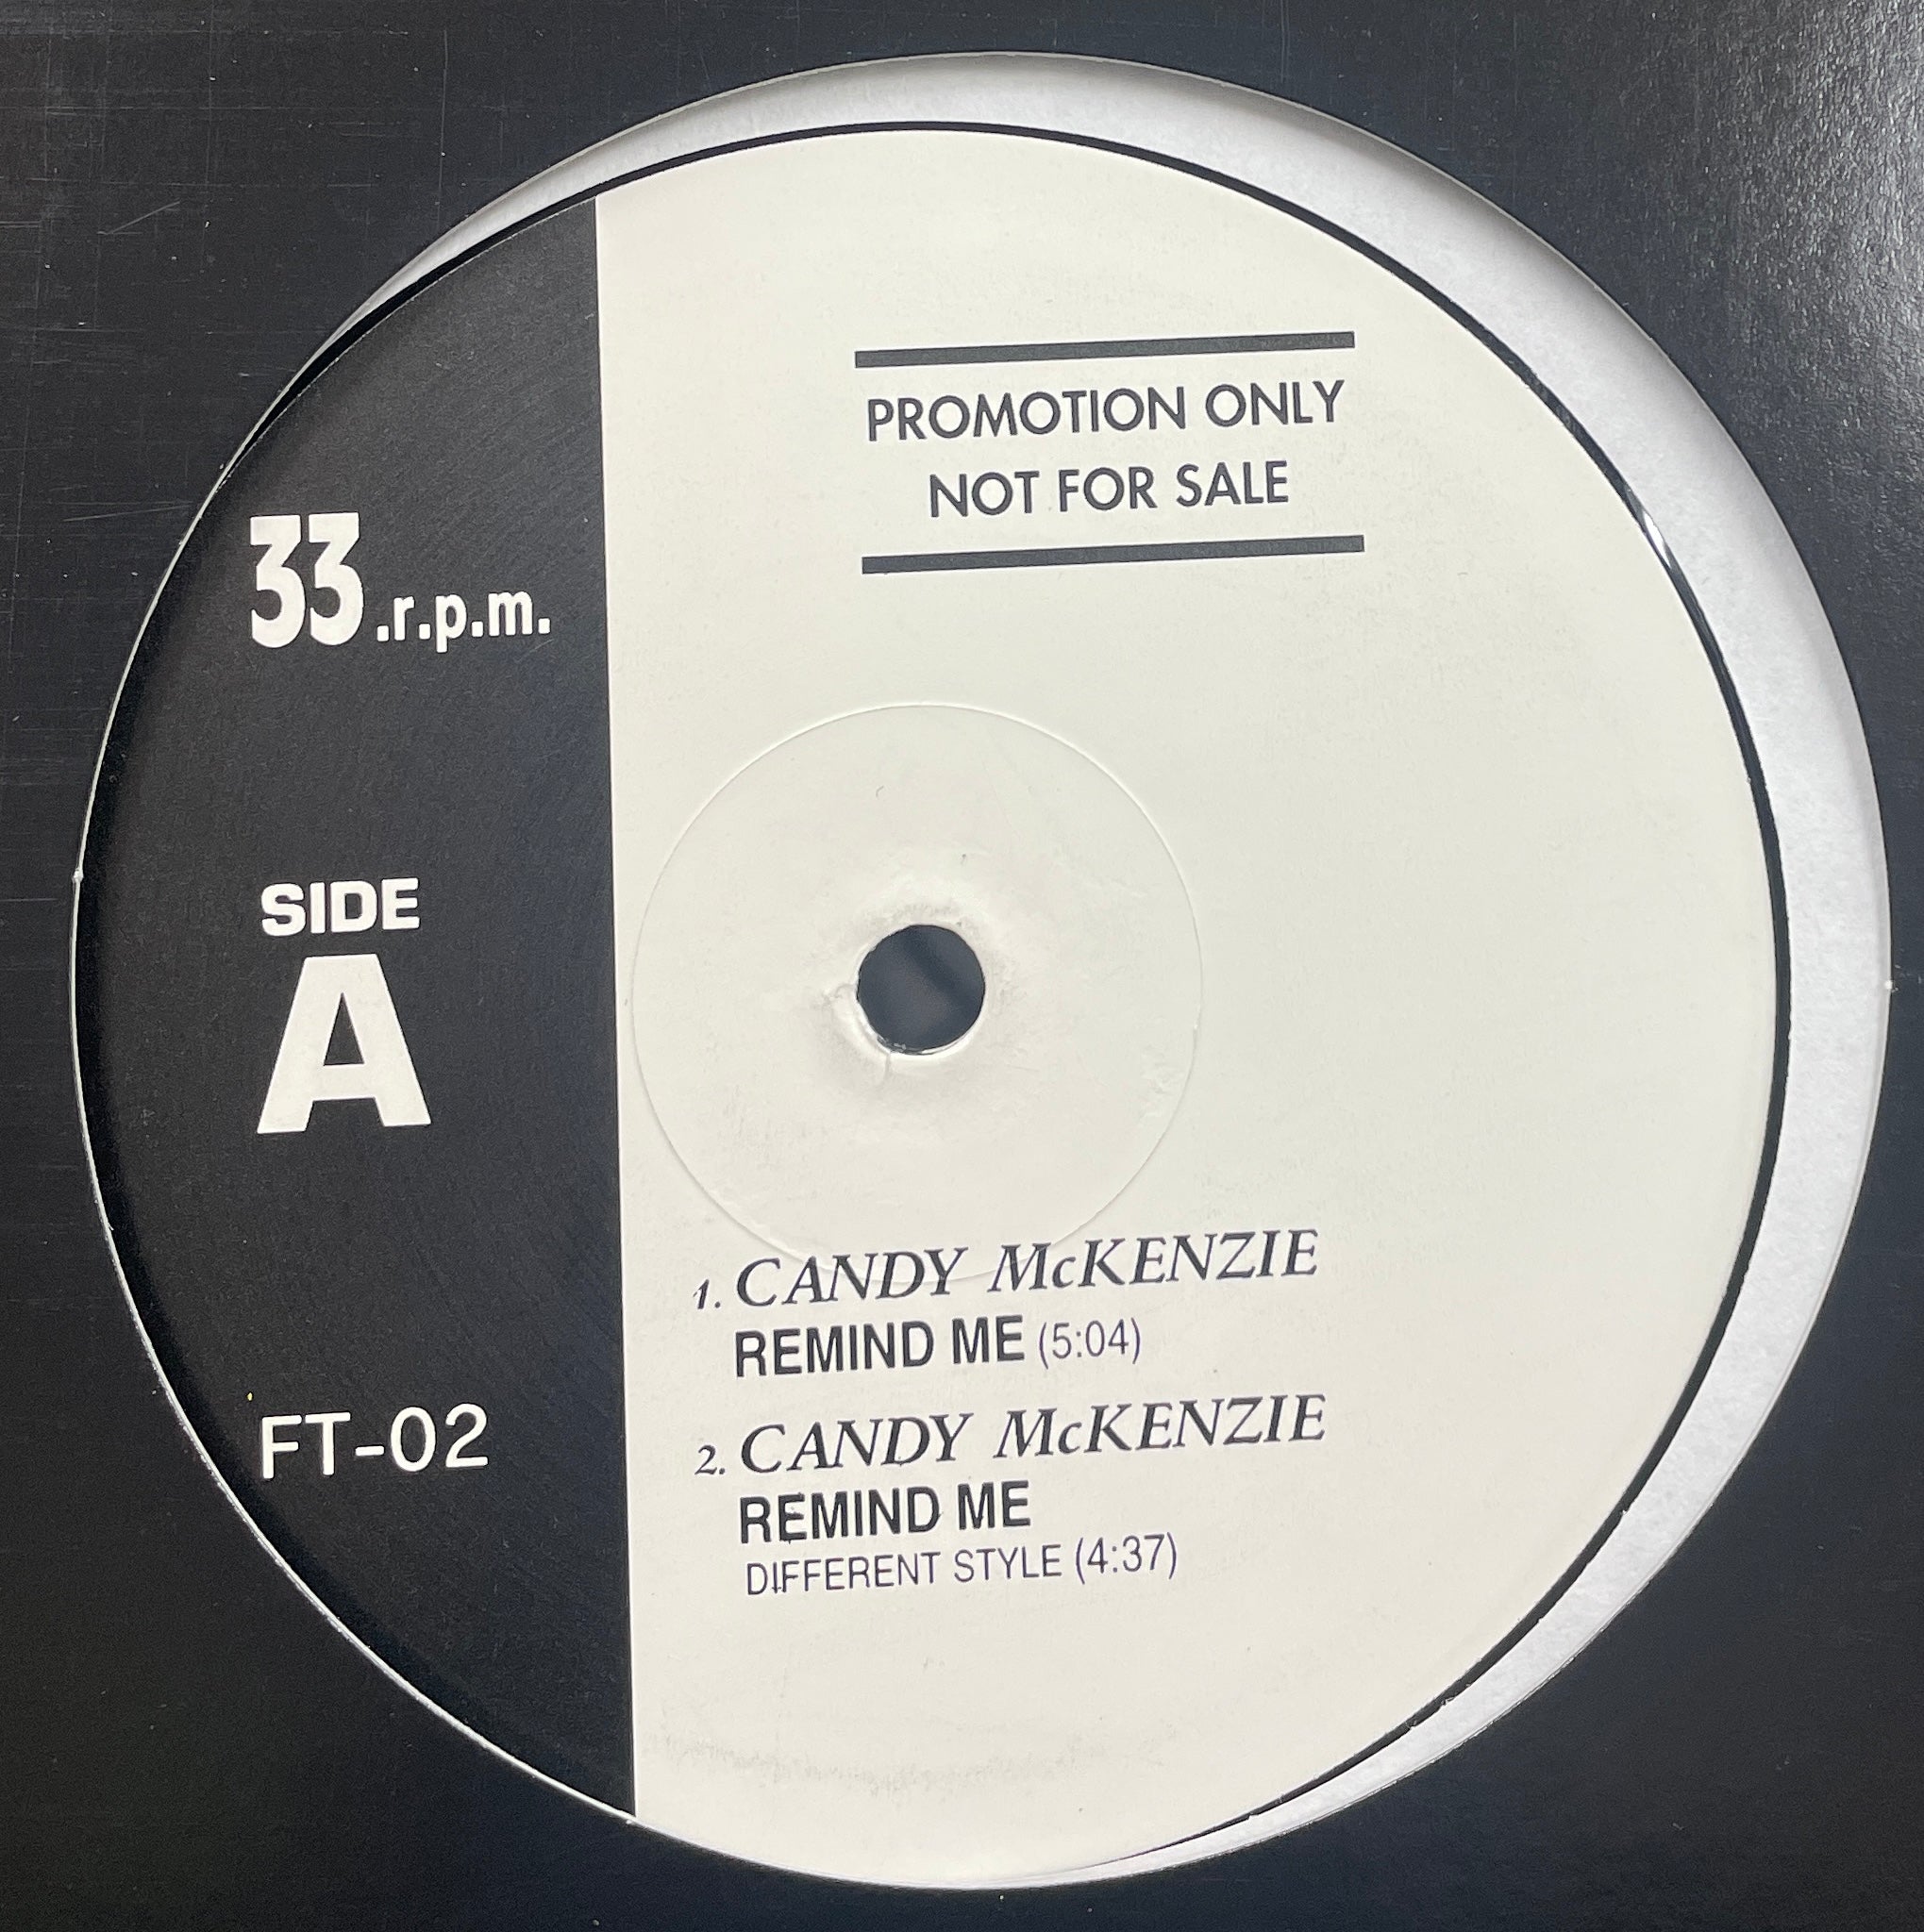 PROMOTION ONLY
NOT FOR SALE
33.r.p.m.
SIDE
A
FT-02
1. CANDY McKENZIE
REMIND ME (5:04)
2. CANDY McKENZIE
REMIND ME
DIFFERENT STYLE (4:37)